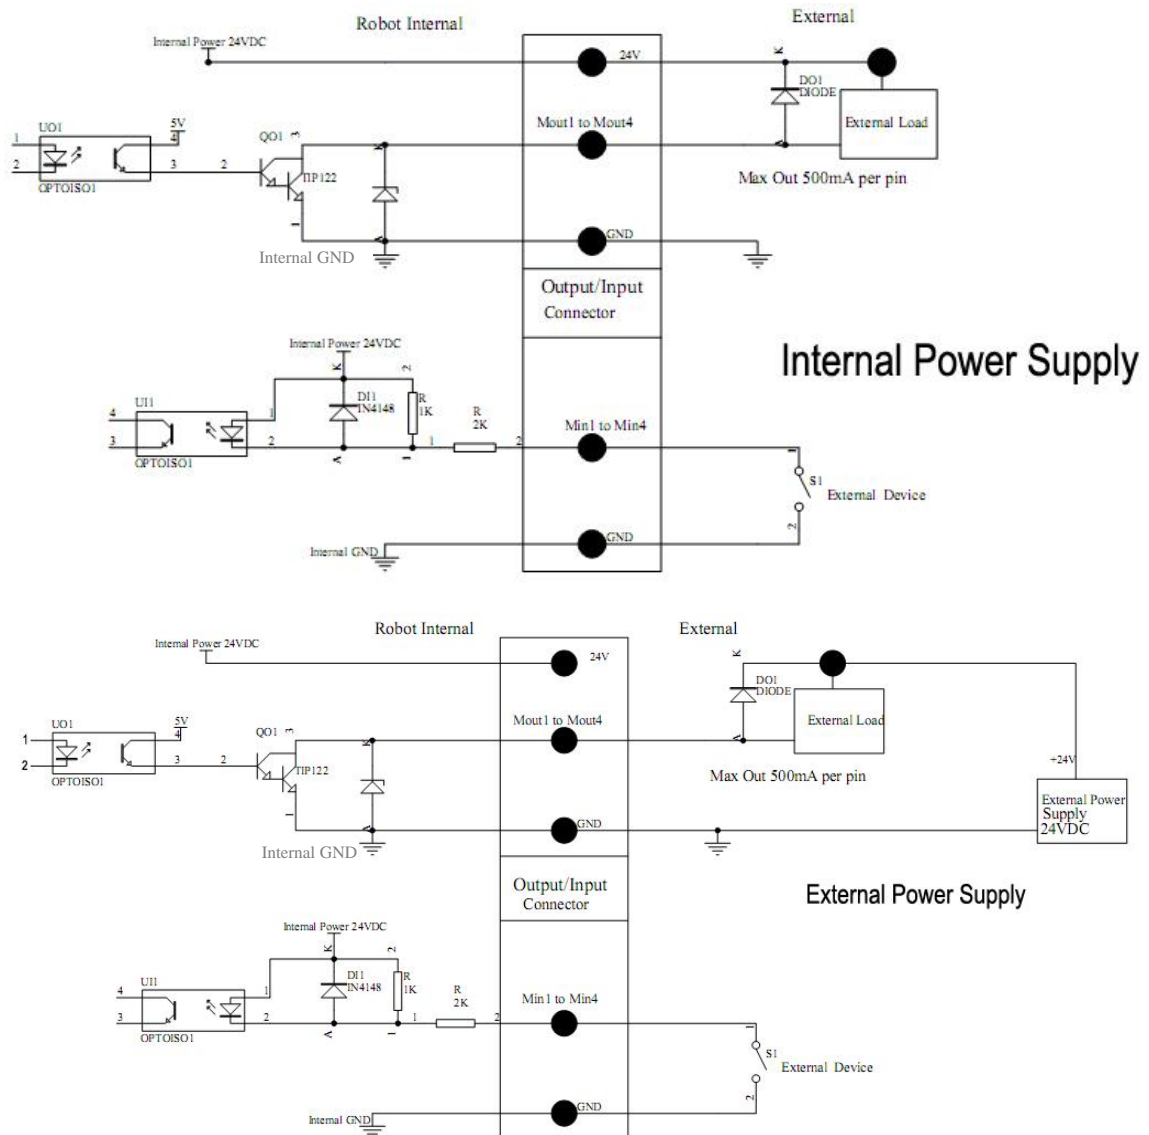 Robot Internal
External
Internal Power 24VDC
24V
K
DO1
DIODE
UO1
5V
1
4
QO1
3
Mout1 to Mout4
K
A
External Load
2
3
2
TIP122
OPTOISO1
Max Out 500mA per pin
1
A
GND
Internal GND
Output/Input
Connector
Internal Power 24VDC
Internal Power Supply
K
2
UI1
DI1
IN4148
R
1K
R
2K
4
1
Min1 to Min4
3
2
1
2
OPTOISO1
A
1
1
S1
External Device
2
GND
Internal GND
Robot Internal
External
Internal Power 24VDC
24V
K
DO1
DIODE
UO1
5V
1
4
QO1
3
Mout1 to Mout4
K
A
External Load
2
3
2
TIP122
OPTOISO1
Max Out 500mA per pin
+24V
1
External Power
Supply
24VDC
A
GND
Internal GND
Output/Input
Connector
External Power Supply
Internal Power 24VDC
K
2
UI1
DI1
IN4148
R
1K
R
2K
4
1
Min1 to Min4
3
2
1
2
OPTOISO1
A
1
1
S1
External Device
2
GND
Internal GND